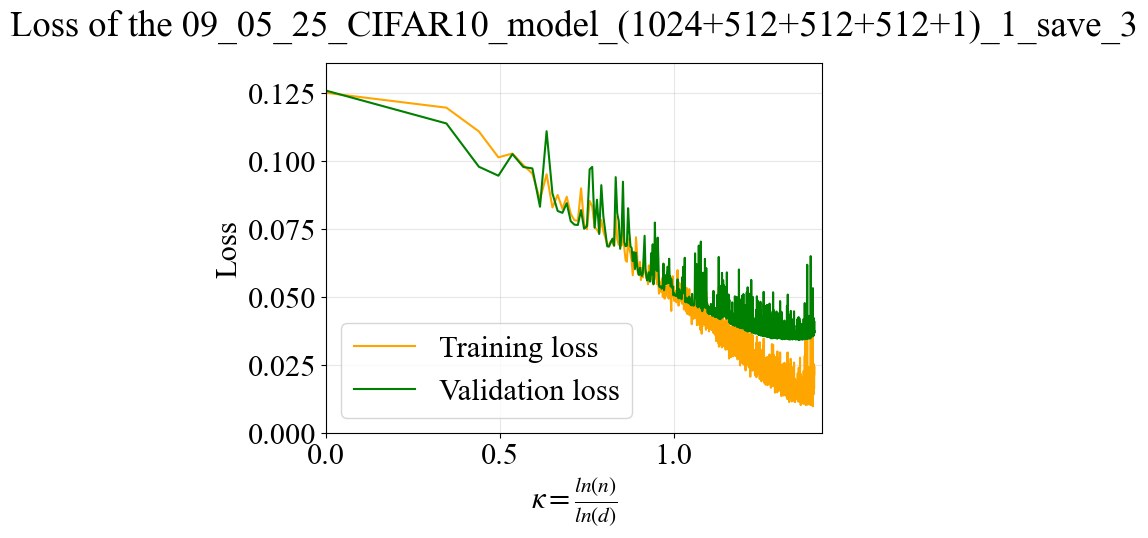 Loss of the 09_05_25_CIFAR10_model_(1024+512+512+512+1)_1_save_3
0.125
0.100
0.075
0.050
0.025
0.000
Loss
Training loss
Validation loss
0.0 0.5 1.0
κ = ln(n)/ln(d)